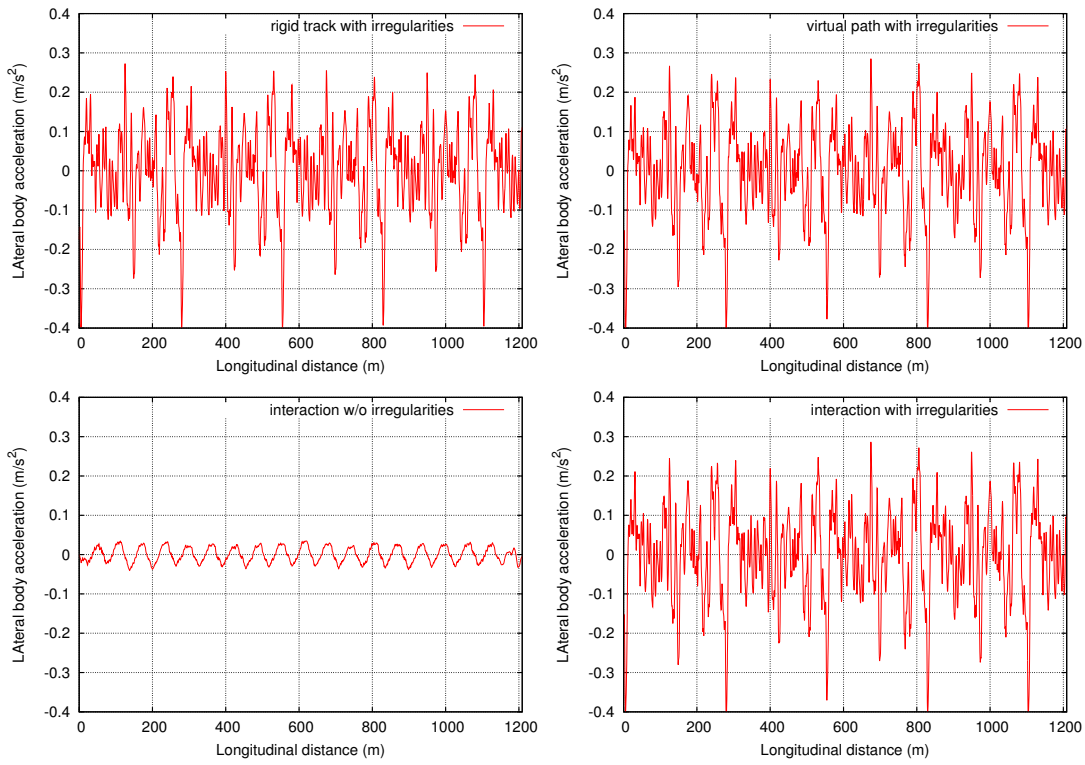 rigid track with irregularities
0.4
0.3
0.2
0.1
0
-0.1
-0.2
-0.3
-0.4
LAteral body acceleration (m/s²)
0 200 400 600 800 1000 1200
Longitudinal distance (m)
virtual path with irregularities
0.4
0.3
0.2
0.1
0
-0.1
-0.2
-0.3
-0.4
LAteral body acceleration (m/s²)
0 200 400 600 800 1000 1200
Longitudinal distance (m)
interaction w/o irregularities
0.4
0.3
0.2
0.1
0
-0.1
-0.2
-0.3
-0.4
LAteral body acceleration (m/s²)
0 200 400 600 800 1000 1200
Longitudinal distance (m)
interaction with irregularities
0.4
0.3
0.2
0.1
0
-0.1
-0.2
-0.3
-0.4
LAteral body acceleration (m/s²)
0 200 400 600 800 1000 1200
Longitudinal distance (m)